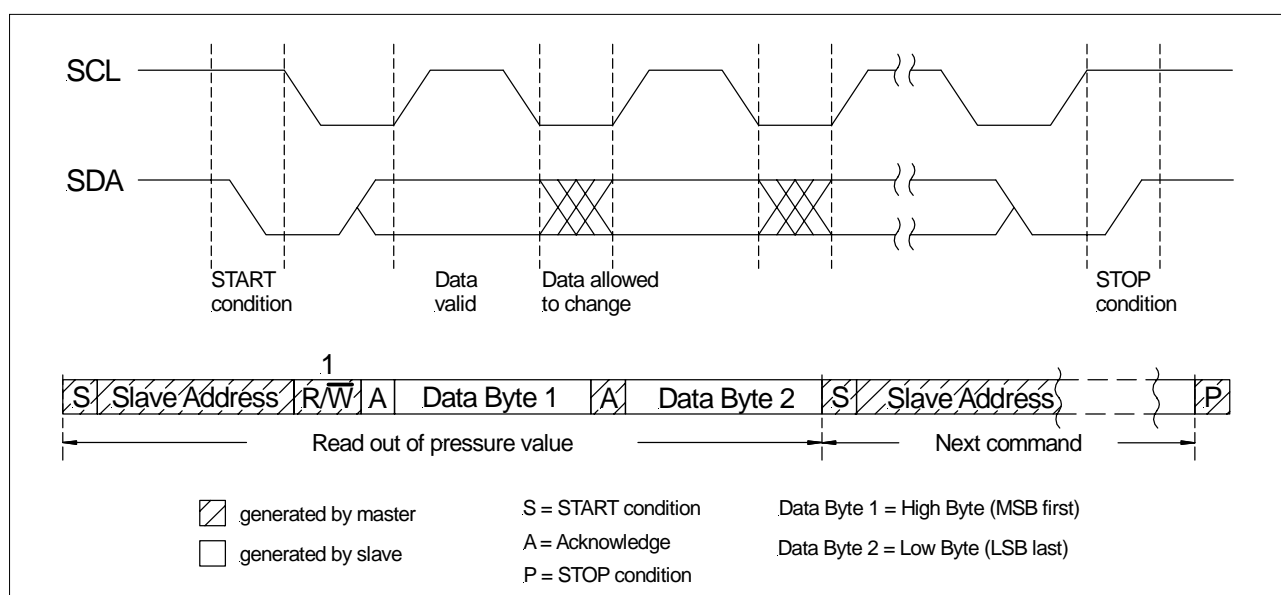 SCL
SDA
START condition
Data valid
Data allowed to change
STOP condition
1
S Slave Address R/W̅ A Data Byte 1 A Data Byte 2 S Slave Address P
Read out of pressure value Next command
generated by master
generated by slave
S = START condition
A = Acknowledge
P = STOP condition
Data Byte 1 = High Byte (MSB first)
Data Byte 2 = Low Byte (LSB last)